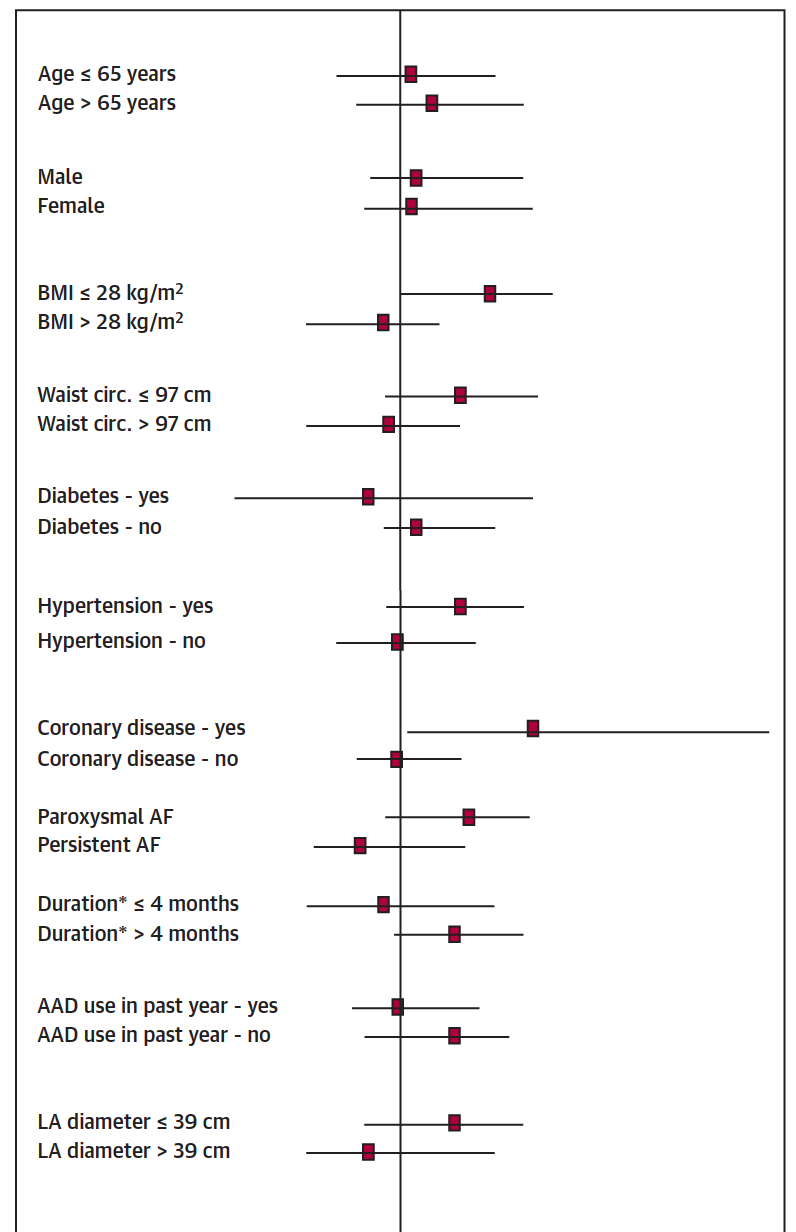 Age ≤ 65 years
Age > 65 years
Male
Female
BMI ≤ 28 kg/m²
BMI > 28 kg/m²
Waist circ. ≤ 97 cm
Waist circ. > 97 cm
Diabetes - yes
Diabetes - no
Hypertension - yes
Hypertension - no
Coronary disease - yes
Coronary disease - no
Paroxysmal AF
Persistent AF
Duration* ≤ 4 months
Duration* > 4 months
AAD use in past year - yes
AAD use in past year - no
LA diameter ≤ 39 cm
LA diameter > 39 cm